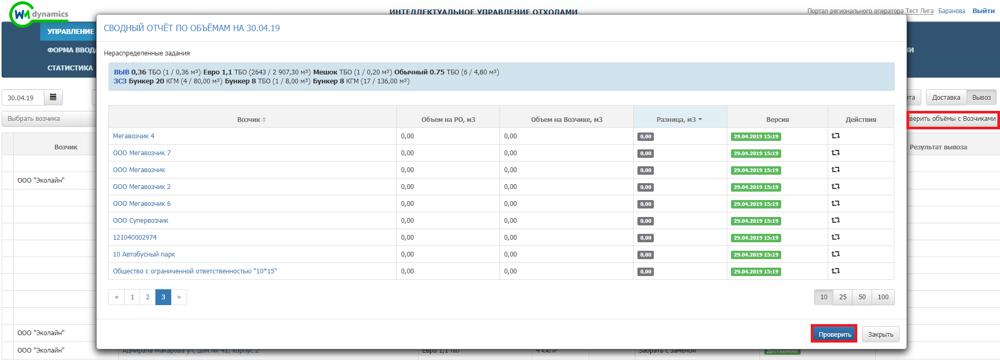 WM dynamics
ИНТЕЛЛЕКТУАЛЬНОЕ УПРАВЛЕНИЕ ОТХОДАМИ
Портал регионального оператора Тест Лига Баранова Выйти
УПРАВЛЕНИЕ
ФОРМА ВВОДА
СТАТИСТИКА
СВОДНЫЙ ОТЧЁТ ПО ОБЪЁМАМ НА 30.04.19
Нераспределенные задания
ВЫВ 0,36 ТБО (1 / 0,36 м³) Евро 1,1 ТБО (2643 / 2 907,30 м³) Мешок ТБО (1 / 0,20 м³) Обычный 0.75 ТБО (6 / 4,80 м³)
ЗСЗ Бункер 20 КГМ (4 / 80,00 м³) Бункер 8 ТБО (1 / 8,00 м³) Бункер 8 КГМ (17 / 136,00 м³)
30.04.19
Доставка Вывоз
Выбрать возчика
верить объёмы с Возчиками
Возчик
Результат вывоза
Возчик Объем на РО, м3 Объем на Возчике, м3 Разница, м3 Версия Действия
Мегавозчик 4 0,00 0,00 0,00 29.04.2019 15:19
ООО Мегавозчик 7 0,00 0,00 0,00 29.04.2019 15:19
ООО Мегавозчик 0,00 0,00 0,00 29.04.2019 15:19
ООО Мегавозчик 2 0,00 0,00 0,00 29.04.2019 15:19
ООО Мегавозчик 6 0,00 0,00 0,00 29.04.2019 15:19
ООО Супервозчик 0,00 0,00 0,00 29.04.2019 15:19
121040002974 0,00 0,00 0,00 29.04.2019 15:19
10 Автобусный парк 0,00 0,00 0,00 29.04.2019 15:19
Общество с ограниченной ответственностью "10*15" 0,00 0,00 0,00 29.04.2019 15:19
« 1 2 3 »
10 25 50 100
Проверить Закрыть
ООО "Эколайн"
ООО "Эколайн"
ООО "Эколайн" Адмирала Макарова ул, дом № 41, корпус 2 Евро 1,1 ТБО 4 4,40 м³ Забрать с заменой Доставлено